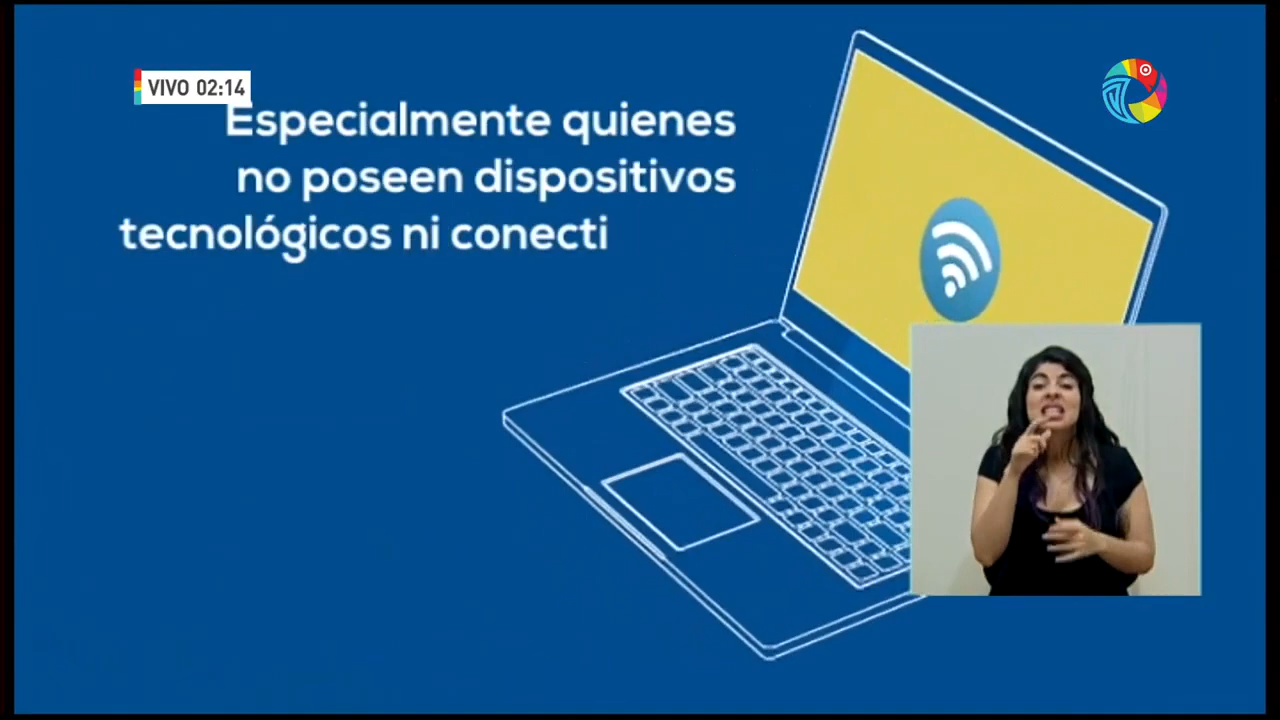 VIVO 02:14
Especialmente quienes
no poseen dispositivos
tecnológicos ni conecti